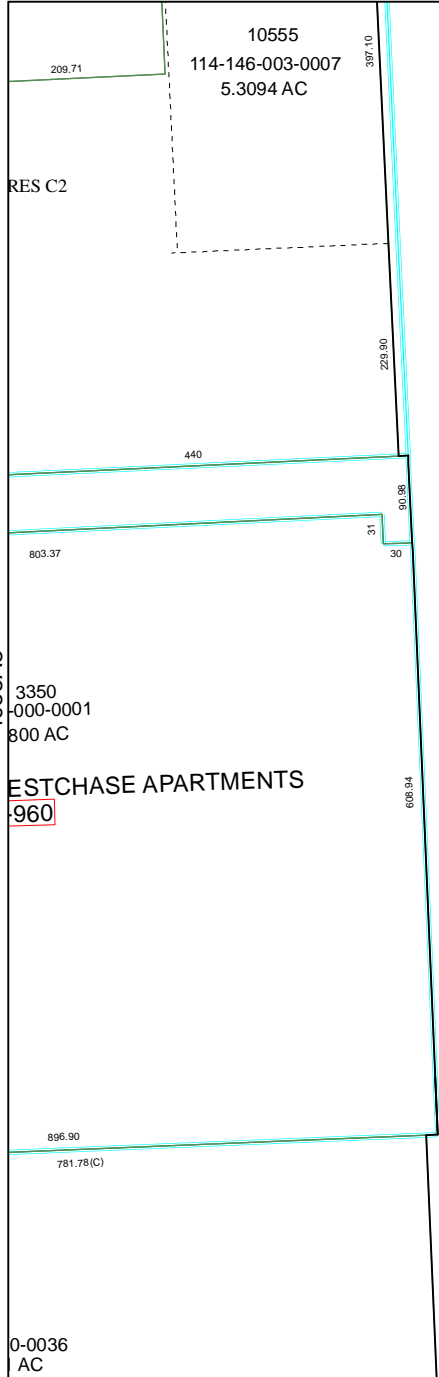 10555
114-146-003-0007
5.3094 AC
397.10
209.71
RES C2
229.90
440
90.98
31
30
803.37
3350
-000-0001
800 AC
ESTCHASE APARTMENTS
-960
608.94
896.90
781.78(C)
0-0036
AC